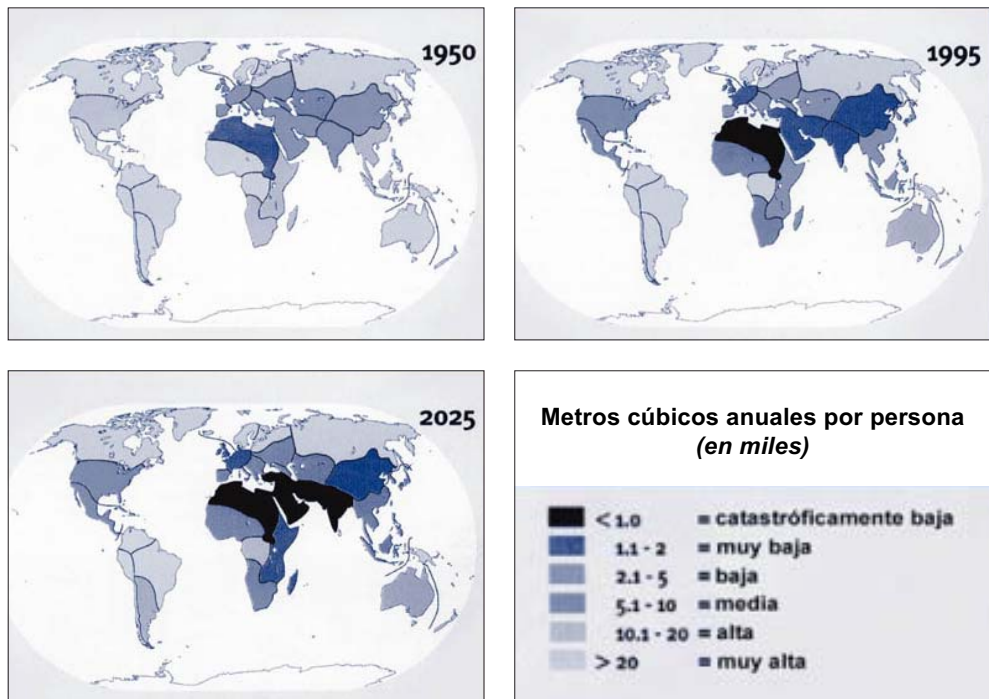 1950
1995
2025
Metros cúbicos anuales por persona
(en miles)
< 1.0 = catastróficamente baja
1.1 - 2 = muy baja
2.1 - 5 = baja
5.1 - 10 = media
10.1 - 20 = alta
> 20 = muy alta